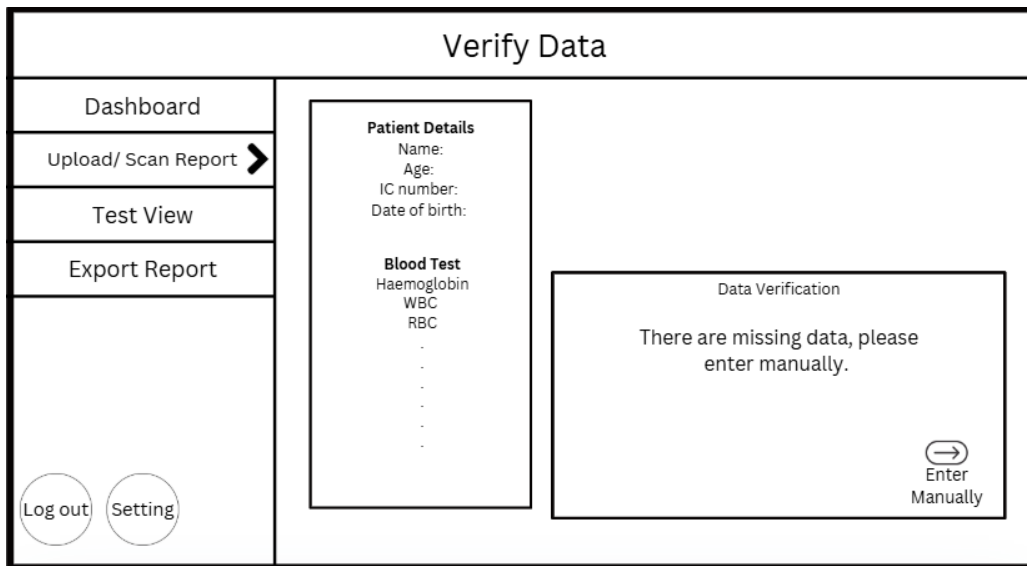 Verify Data
Dashboard
Upload/ Scan Report
Test View
Export Report
Log out
Setting
Patient Details
Name:
Age:
IC number:
Date of birth:
Blood Test
Haemoglobin
WBC
RBC
.
.
.
.
.
.
Data Verification
There are missing data, please
enter manually.
Enter
Manually